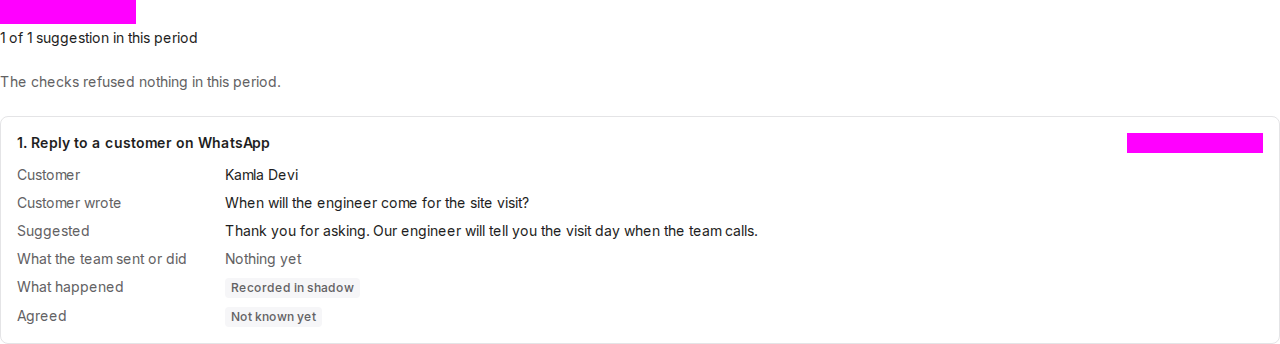 1 of 1 suggestion in this period
The checks refused nothing in this period.
1. Reply to a customer on WhatsApp
Customer Kamla Devi
Customer wrote When will the engineer come for the site visit?
Suggested Thank you for asking. Our engineer will tell you the visit day when the team calls.
What the team sent or did Nothing yet
What happened Recorded in shadow
Agreed Not known yet